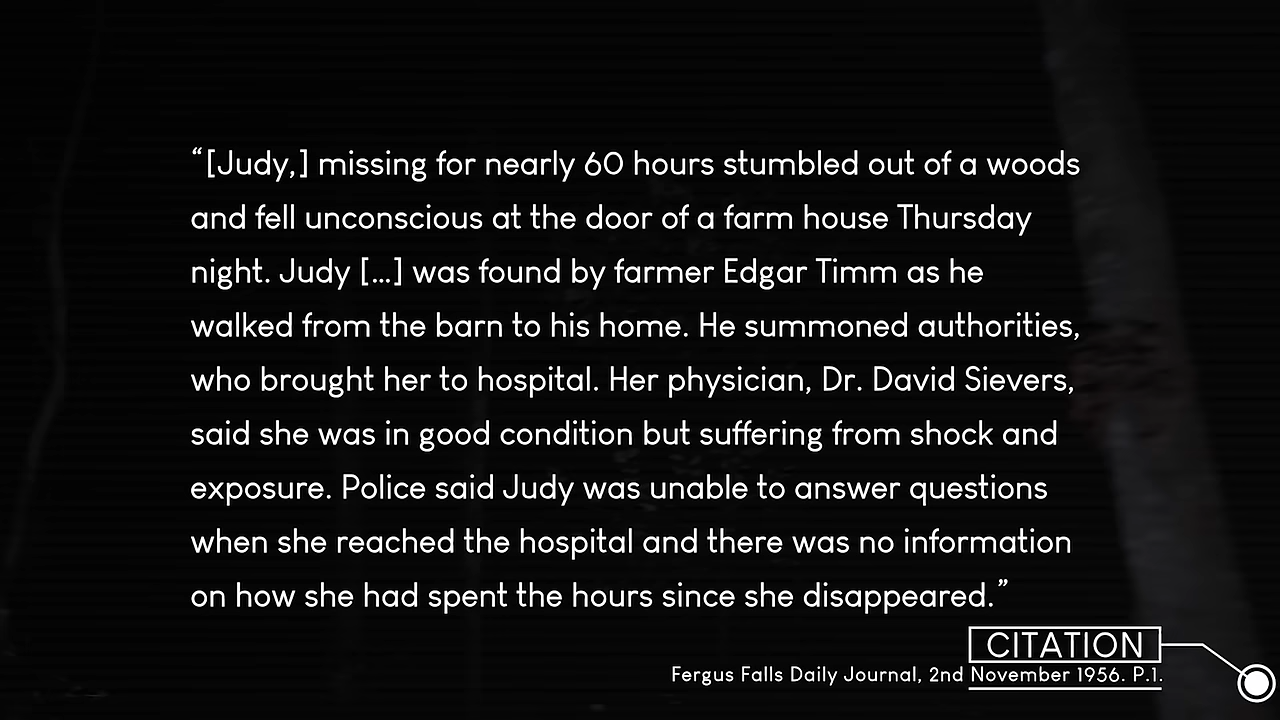 “[Judy,] missing for nearly 60 hours stumbled out of a woods
and fell unconscious at the door of a farm house Thursday
night. Judy [...] was found by farmer Edgar Timm as he
walked from the barn to his home. He summoned authorities,
who brought her to hospital. Her physician, Dr. David Sievers,
said she was in good condition but suffering from shock and
exposure. Police said Judy was unable to answer questions
when she reached the hospital and there was no information
on how she had spent the hours since she disappeared.”
CITATION
Fergus Falls Daily Journal, 2nd November 1956. P.1.